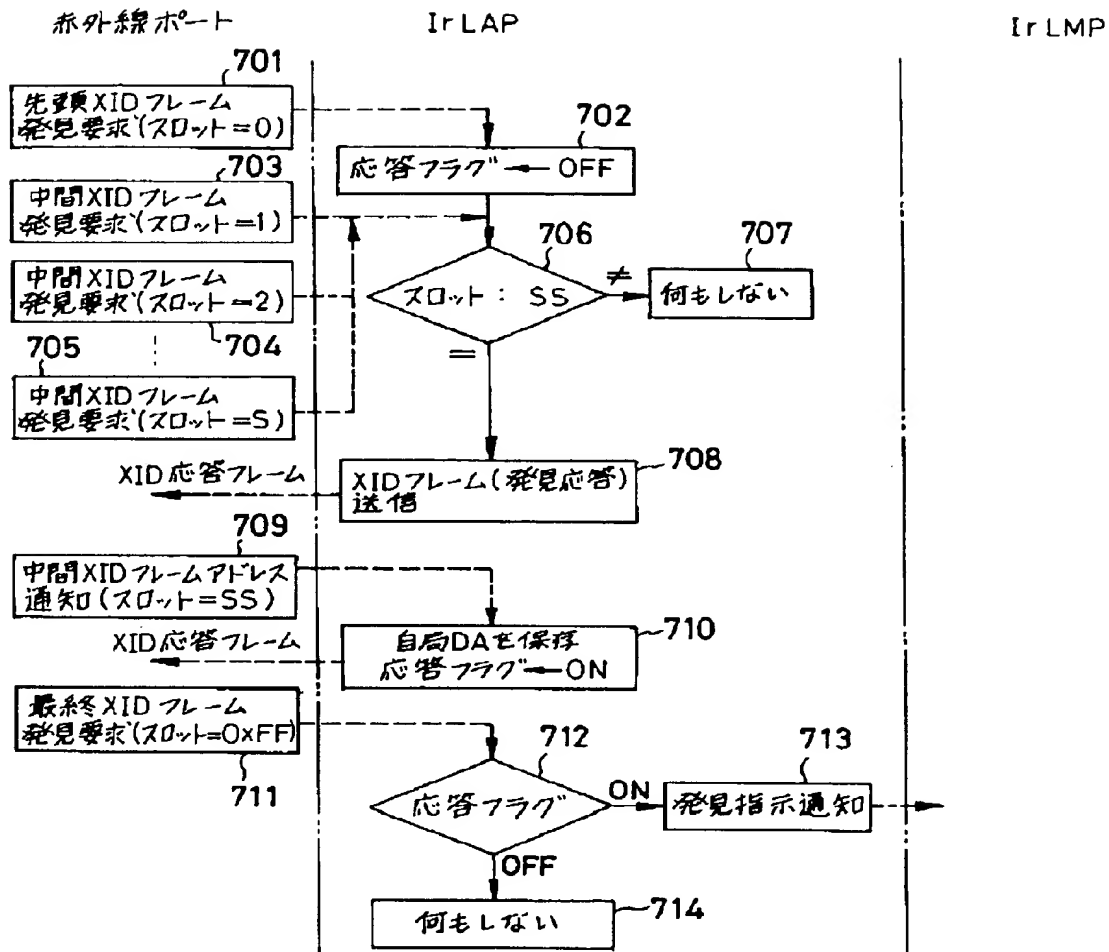 赤外線ポート
IrLAP
IrLMP
701
先頭XIDフレーム
発見要求(スロット=0)
702
応答フラグ←OFF
703
中間XIDフレーム
発見要求(スロット=1)
706
スロット: SS
≠
707
何もしない
中間XIDフレーム
発見要求(スロット=2)
704
=
705
中間XIDフレーム
発見要求(スロット=S)
XID応答フレーム
XIDフレーム(発見応答)
送信
708
709
中間XIDフレームアドレス
通知(スロット=SS)
XID応答フレーム
自局DAを保存
応答フラグ←ON
710
最終XIDフレーム
発見要求(スロット=0×FF)
711
712
応答フラグ
ON
713
発見指示通知
OFF
何もしない
714